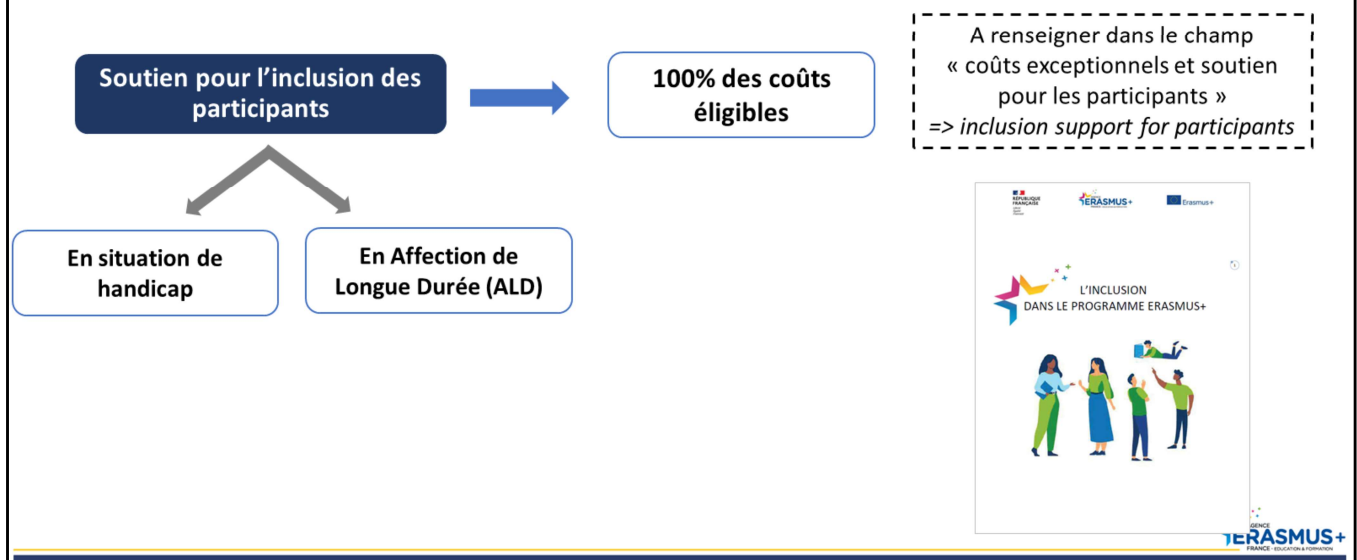 Soutien pour l’inclusion des
participants
100% des coûts
éligibles
A renseigner dans le champ
« coûts exceptionnels et soutien
pour les participants »
=> inclusion support for participants
En situation de
handicap
En Affection de
Longue Durée (ALD)
RÉPUBLIQUE
FRANÇAISE
ERASMUS+
Erasmus+
L’INCLUSION
DANS LE PROGRAMME ERASMUS+
ERASMUS+
FRANCE - EDUCATION & FORMATION